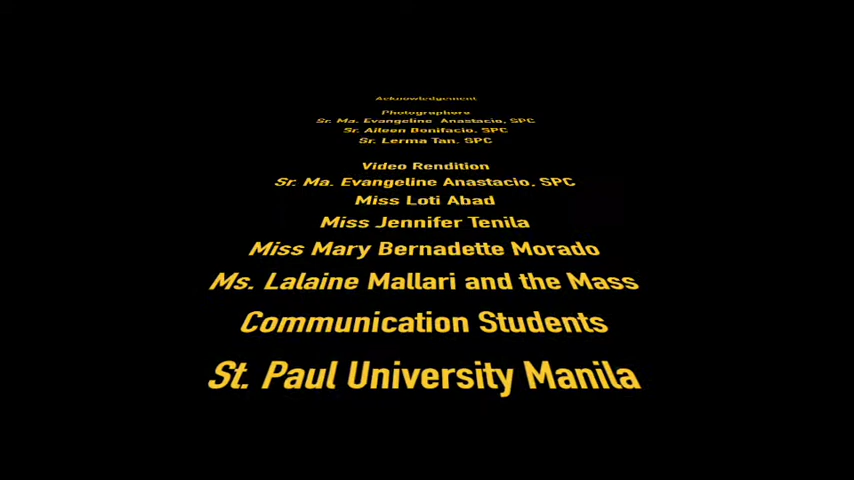 Acknowledgement
Photographers
Sr. Ma. Evangeline Anastacio, SPC
Sr. Aileen Bonifacio, SPC
Sr. Lerma Tan, SPC
Video Rendition
Sr. Ma. Evangeline Anastacio, SPC
Miss Loti Abad
Miss Jennifer Tenila
Miss Mary Bernadette Morado
Ms. Lalaine Mallari and the Mass
Communication Students
St. Paul University Manila